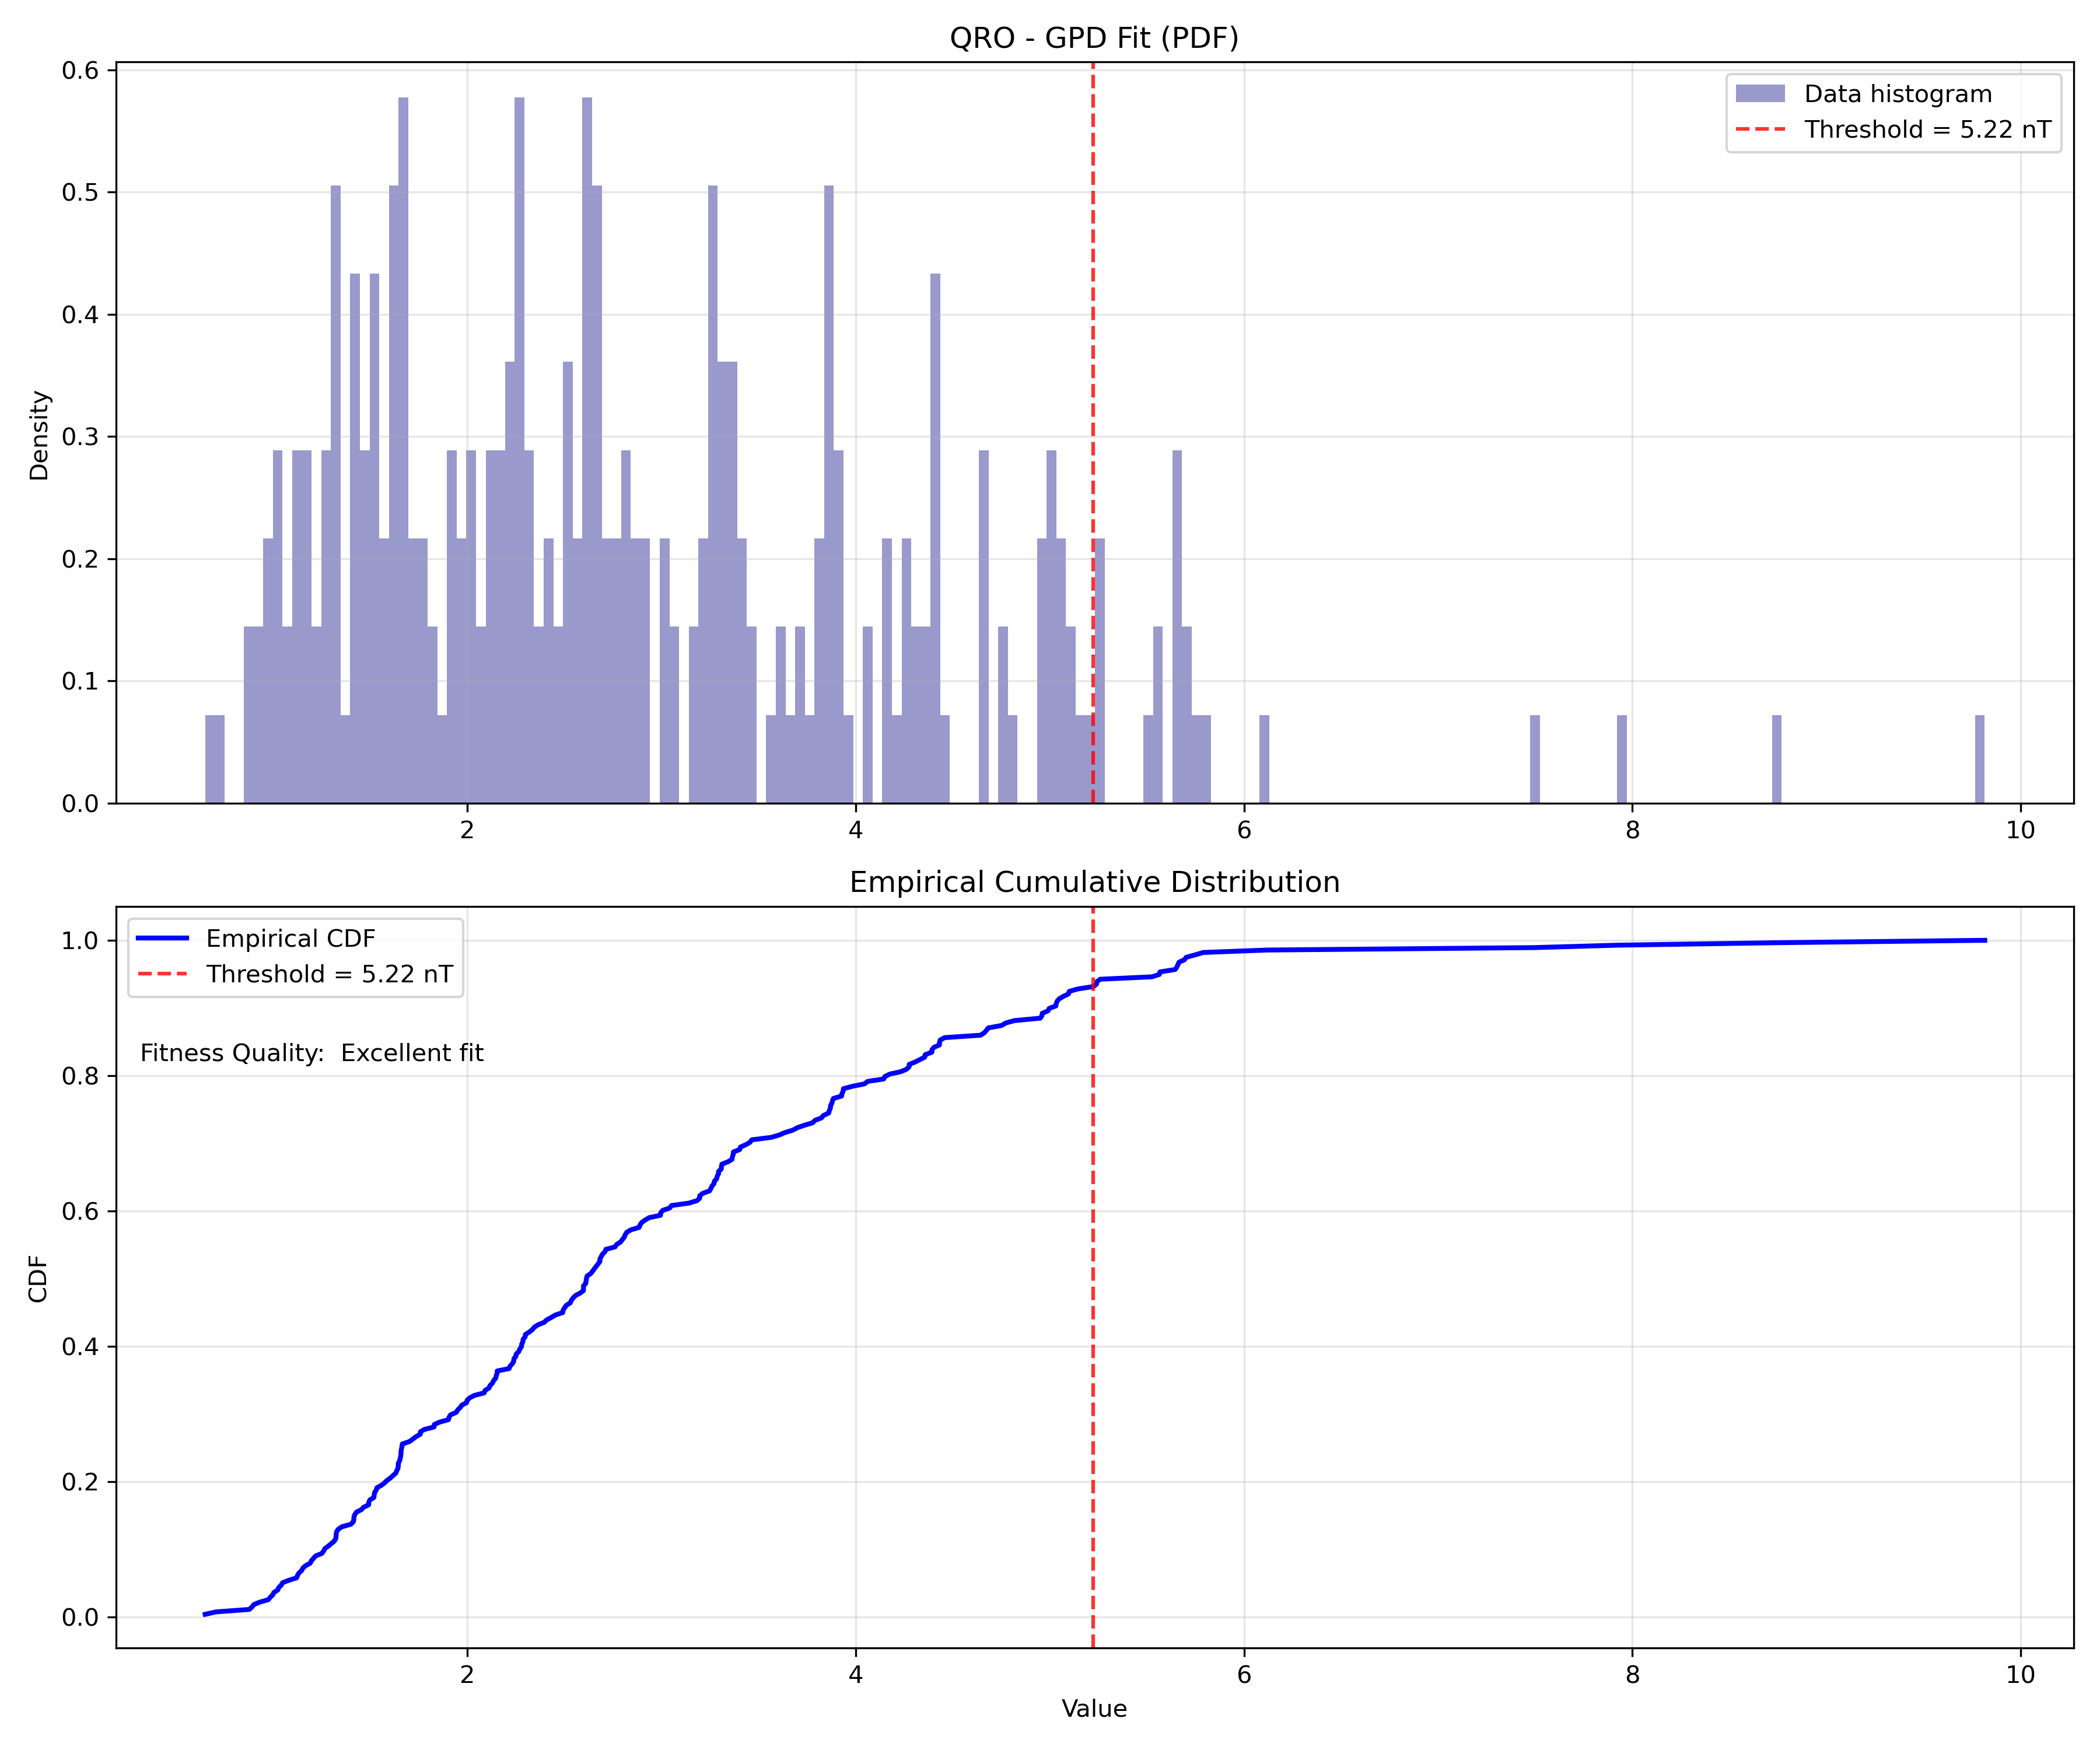 QRO - GPD Fit (PDF)
Data histogram
Threshold = 5.22 nT
Density
0.6
0.5
0.4
0.3
0.2
0.1
0.0
2 4 6 8 10
Empirical Cumulative Distribution
Empirical CDF
Threshold = 5.22 nT
Fitness Quality: Excellent fit
CDF
1.0
0.8
0.6
0.4
0.2
0.0
2 4 6 8 10
Value